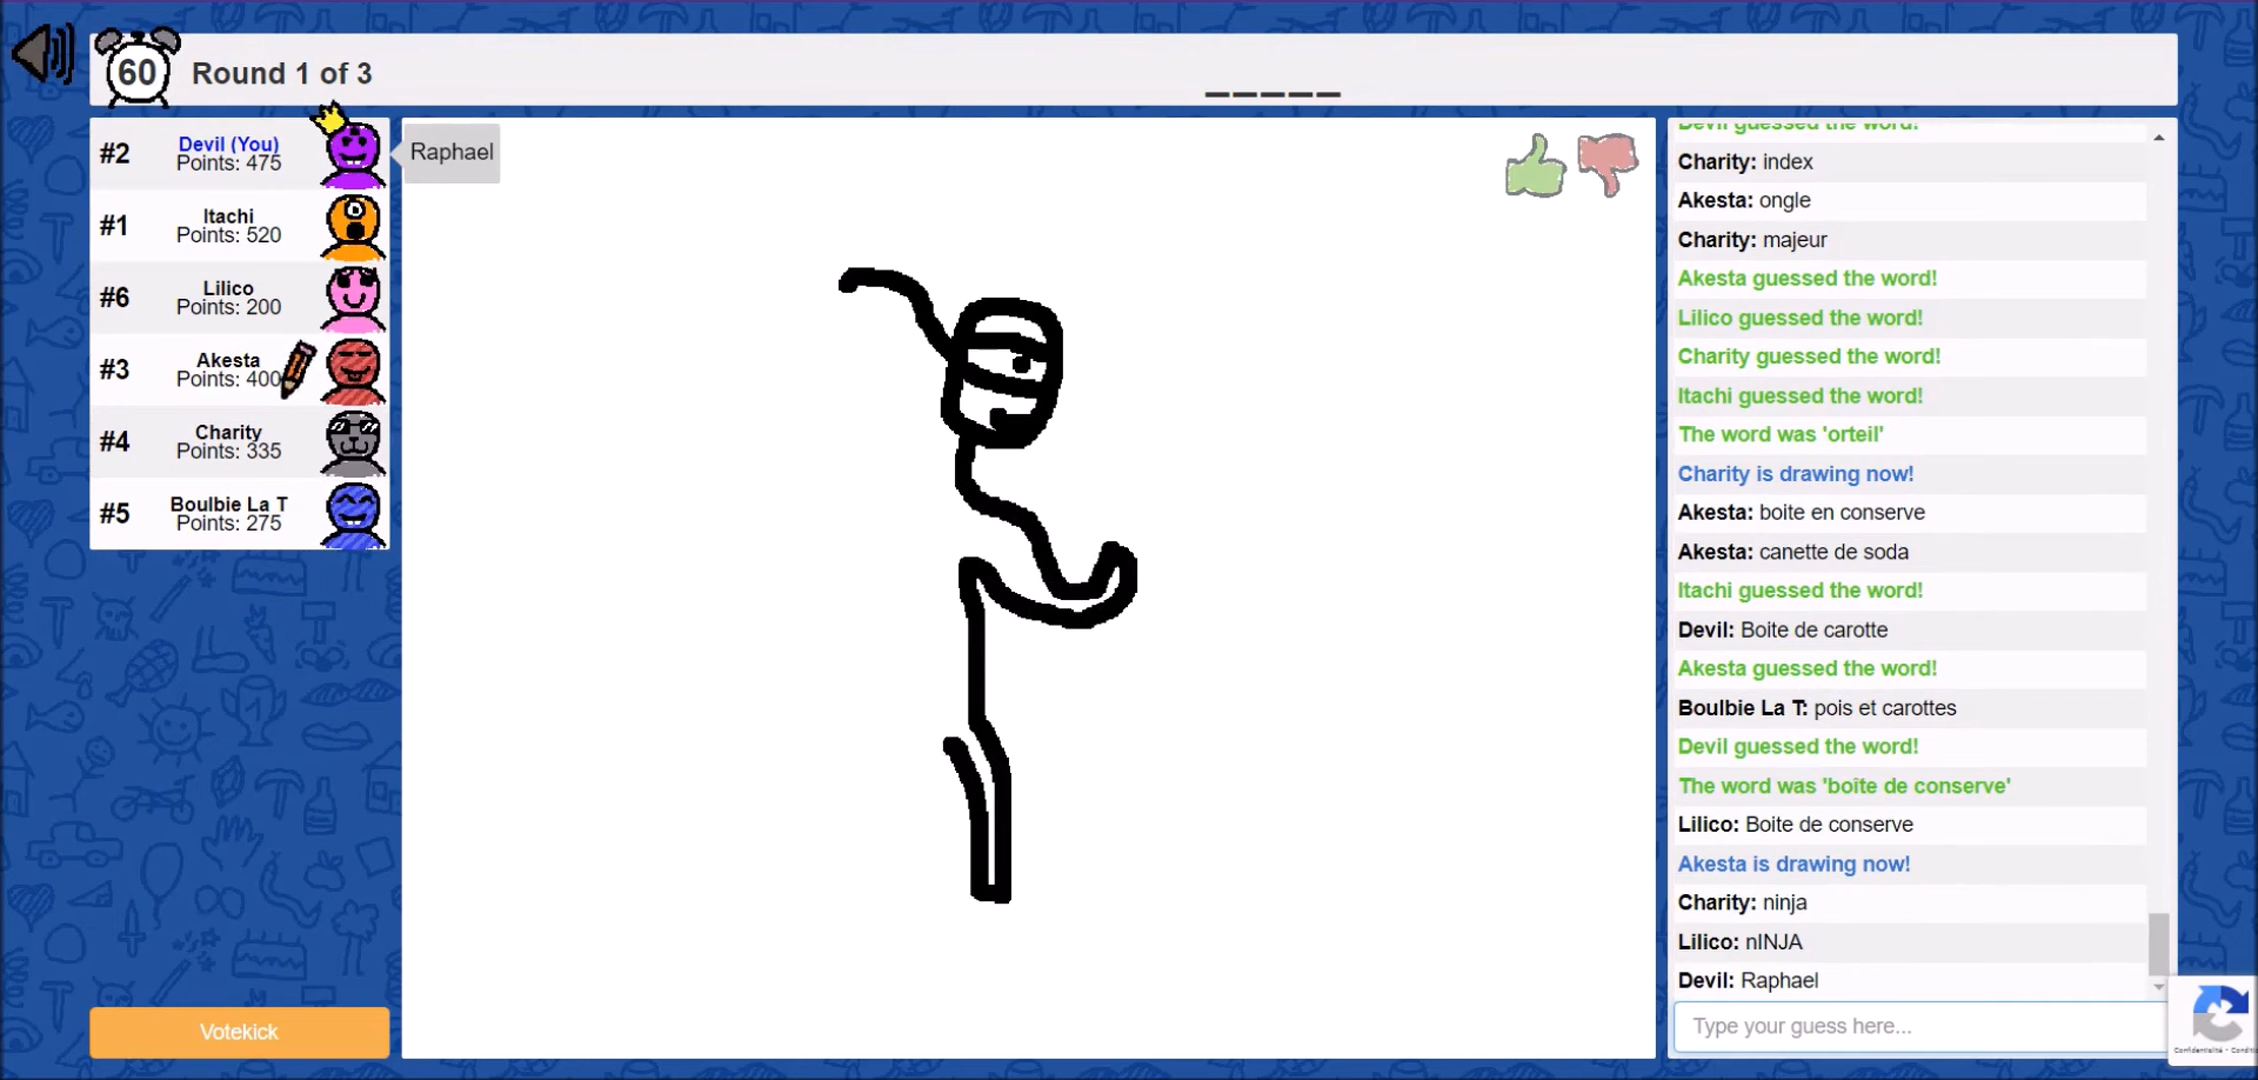 60
Round 1 of 3
_____
#2
Devil (You)
Points: 475
Raphael
#1
Itachi
Points: 520
#6
Lilico
Points: 200
#3
Akesta
Points: 400
#4
Charity
Points: 335
#5
Boulbie La T
Points: 275
Votekick
Devil guessed the word!
Charity: index
Akesta: ongle
Charity: majeur
Akesta guessed the word!
Lilico guessed the word!
Charity guessed the word!
Itachi guessed the word!
The word was 'orteil'
Charity is drawing now!
Akesta: boite en conserve
Akesta: canette de soda
Itachi guessed the word!
Devil: Boite de carotte
Akesta guessed the word!
Boulbie La T: pois et carottes
Devil guessed the word!
The word was 'boîte de conserve'
Lilico: Boite de conserve
Akesta is drawing now!
Charity: ninja
Lilico: nINJA
Devil: Raphael
Type your guess here...